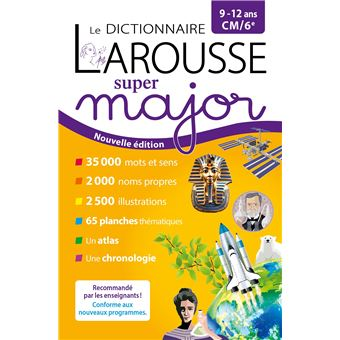 9 - 12 ans
CM/6e
Le DICTIONNAIRE
LAROUSSE
super
major
Nouvelle édition
35 000 mots et sens
2 000 noms propres
2 500 illustrations
65 planches thématiques
Un atlas
Une chronologie
Recommandé
par les enseignants !
Conforme aux
nouveaux programmes.